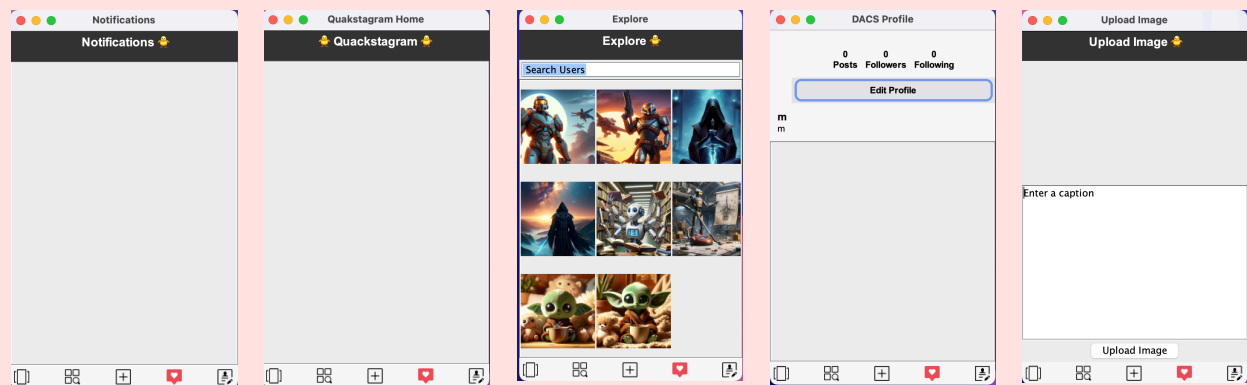 Notifications
Notifications 🐥
Quakstagram Home
🐥 Quackstagram 🐥
Explore
Explore 🐥
Search Users
DACS Profile
0 0 0
Posts Followers Following
Edit Profile
m
m
Upload Image
Upload Image 🐥
Enter a caption
Upload Image